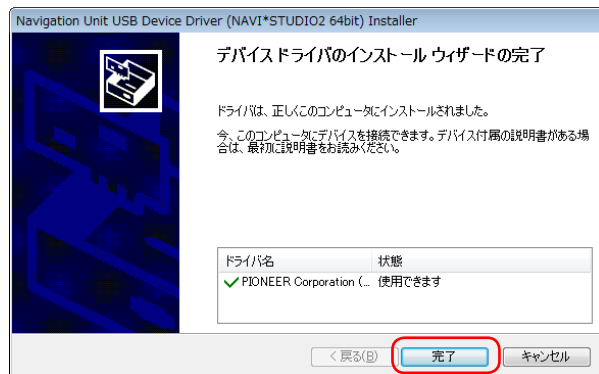 Navigation Unit USB Device Driver (NAVI*STUDIO2 64bit) Installer
デバイス ドライバのインストール ウィザードの完了
ドライバは、正しくこのコンピュータにインストールされました。
今、このコンピュータにデバイスを接続できます。デバイス付属の説明書がある場
合は、最初に説明書をお読みください。
ドライバ名 状態
PIONEER Corporation (... 使用できます
< 戻る(B) 完了 キャンセル